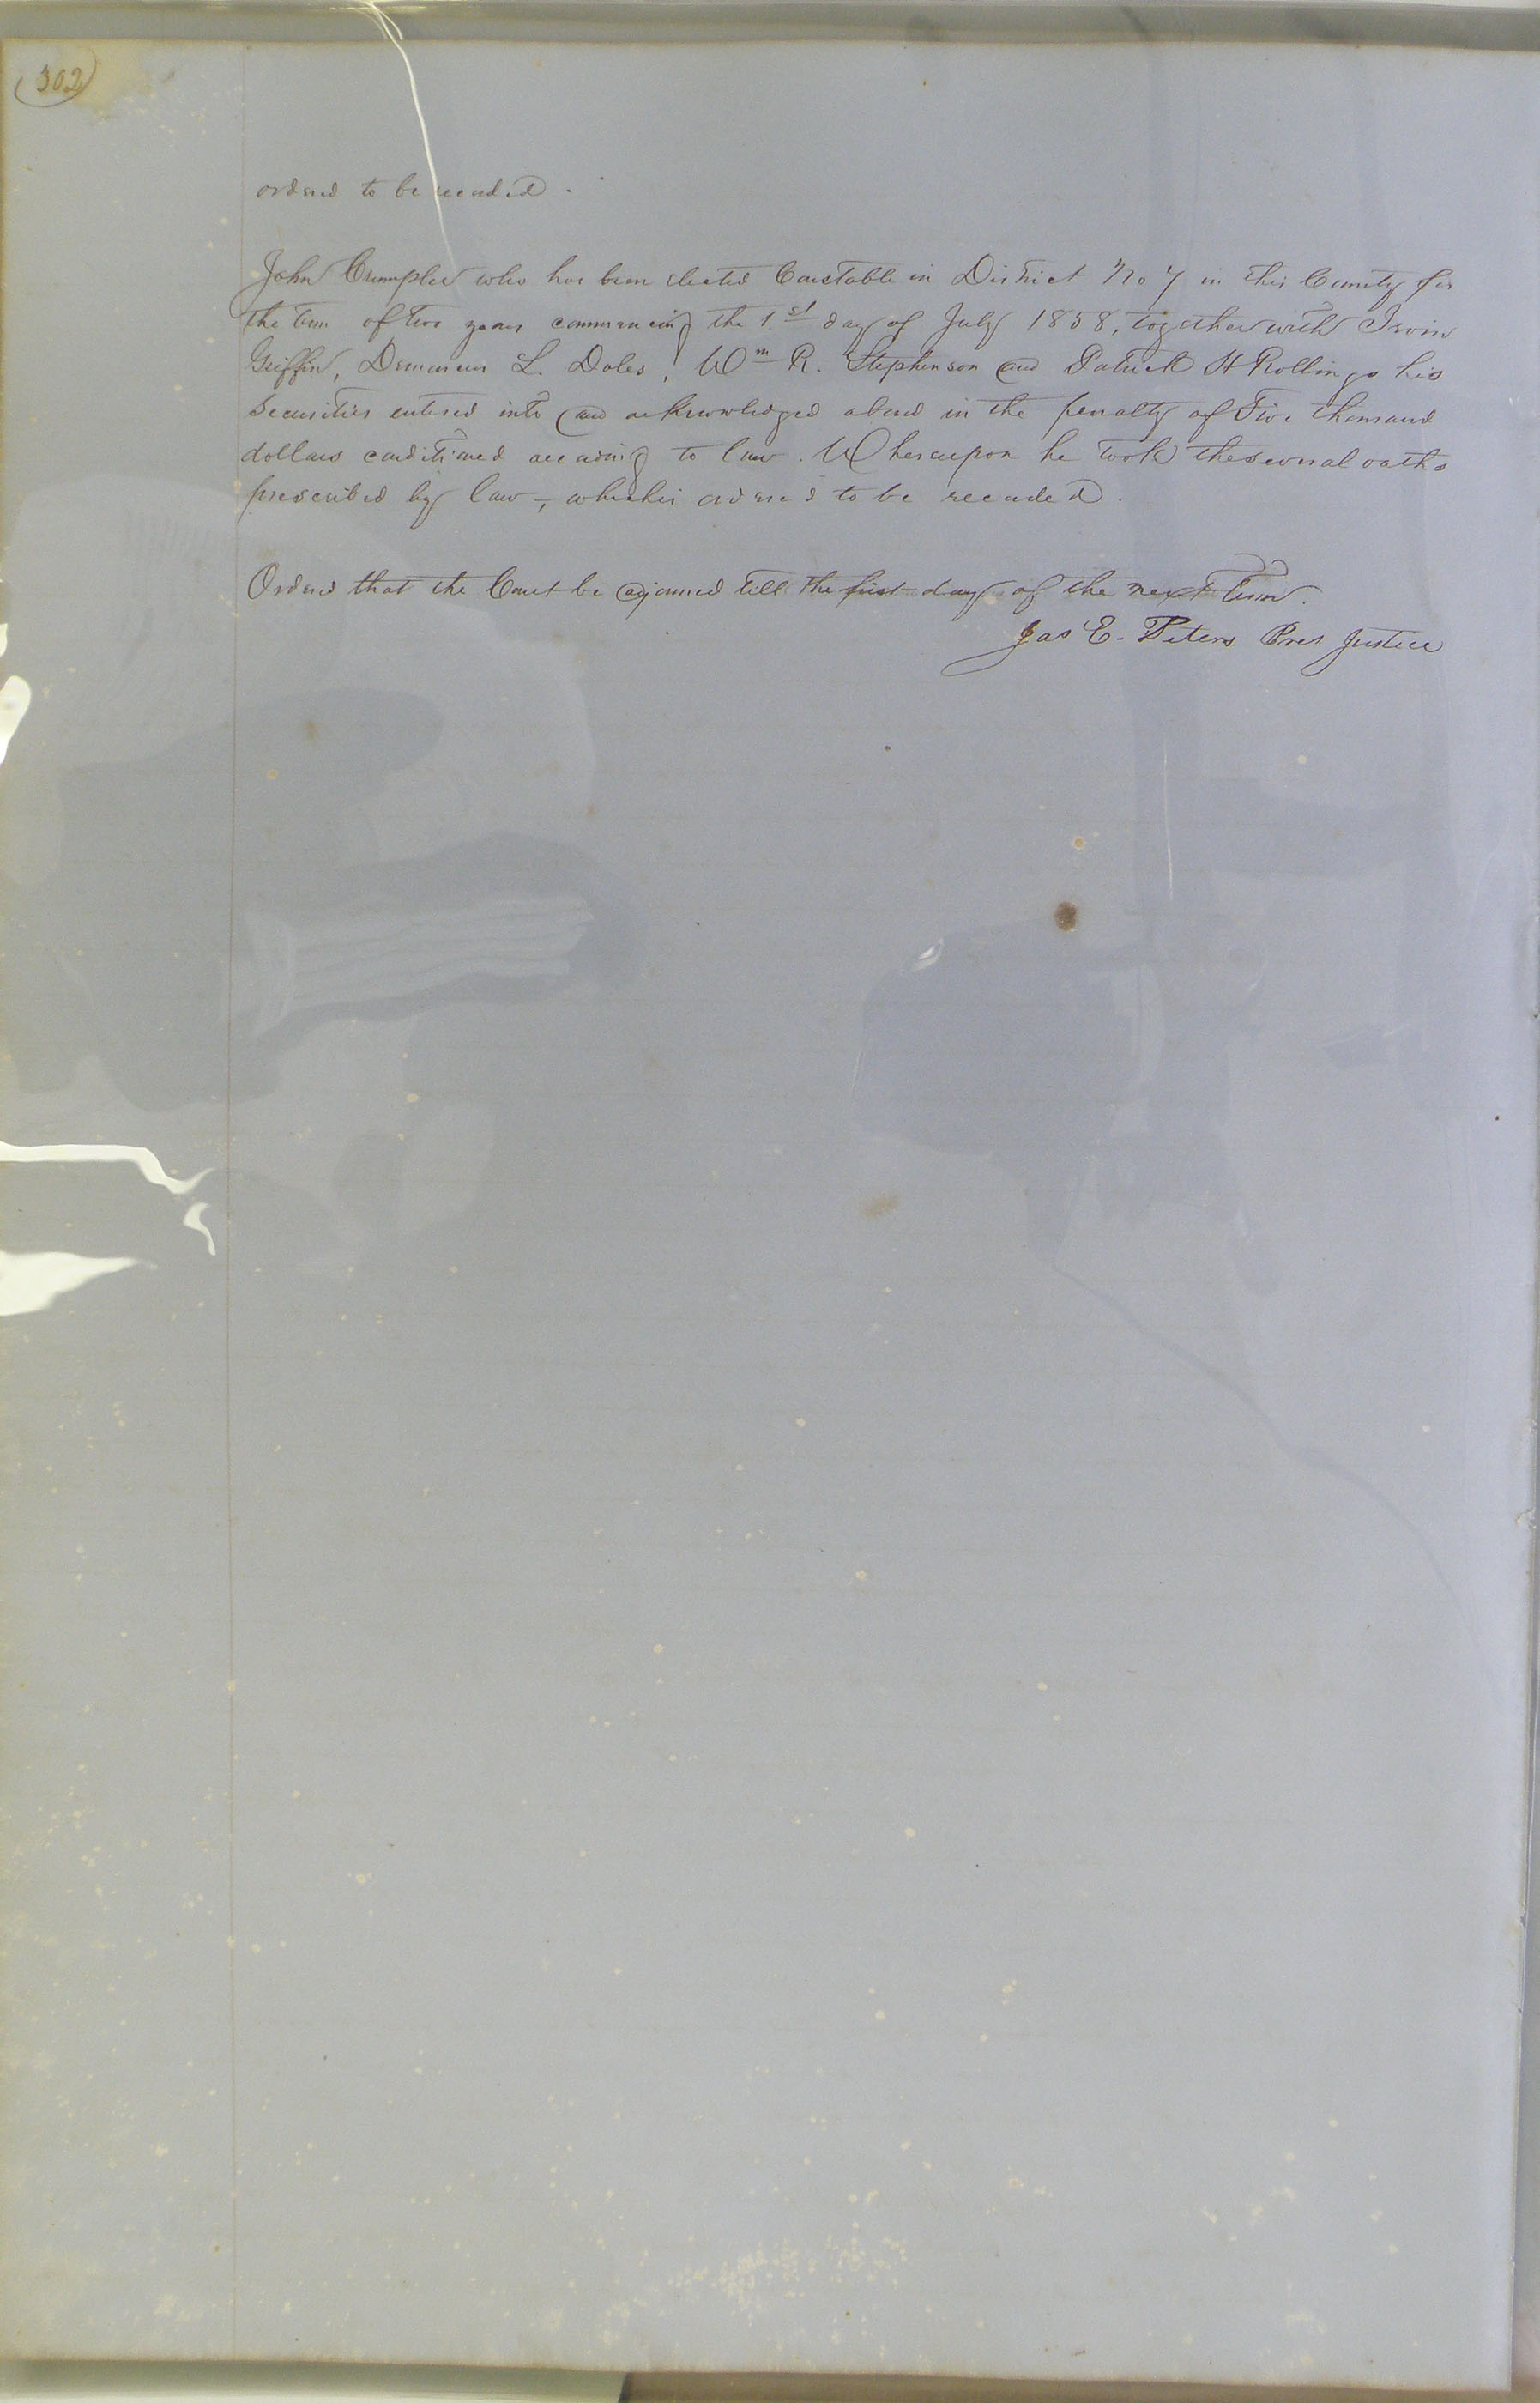 302
ordered to be recorded.
John Crumpler who has been elected Constable in District No 7 in this County for
the term of two years commencing the 1st day of July 1858, together with Irvin
Griffin, L. Doles, Wm R. Stephenson and Patrick H Rollings his
Securities entered into and acknowledged a bond in the penalty of thousand
dollars conditioned according to law. Whereupon he took the several oaths
prescribed by law, which is ordered to be recorded.
Ordered that the Court be adjourned till the first day of the next Term.
Jas E. Peters Pres Justice